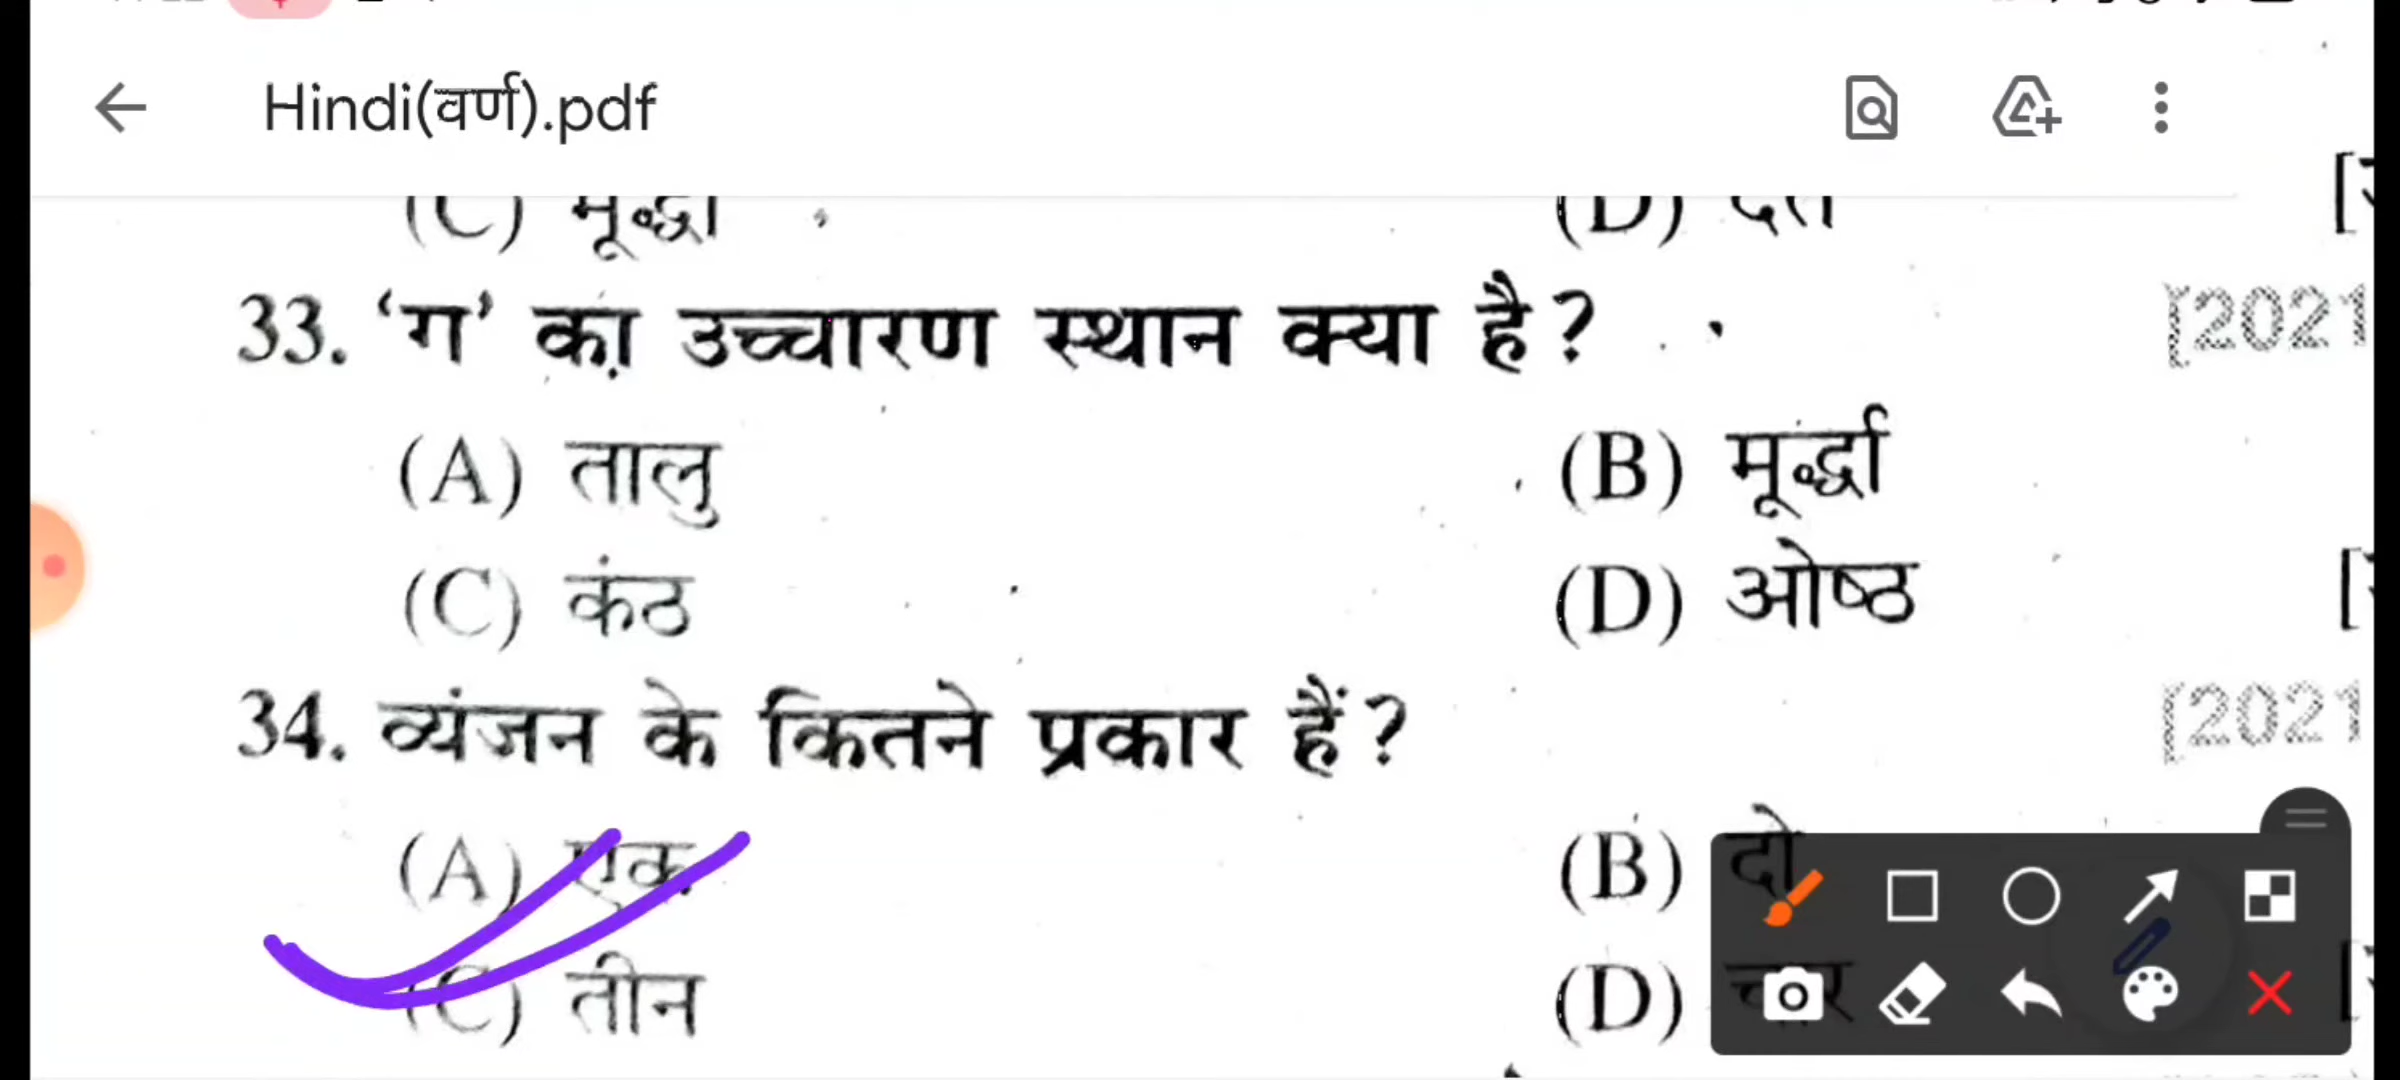 Hindi(वर्ण).pdf
(C) मूर्द्धा (D) दंत
33. ‘ग’ का उच्चारण स्थान क्या है? [2021
(A) तालु (B) मूर्द्धा
(C) कंठ (D) ओष्ठ
34. व्यंजन के कितने प्रकार हैं? [2021
(A) एक (B) दो
(C) तीन (D) चार